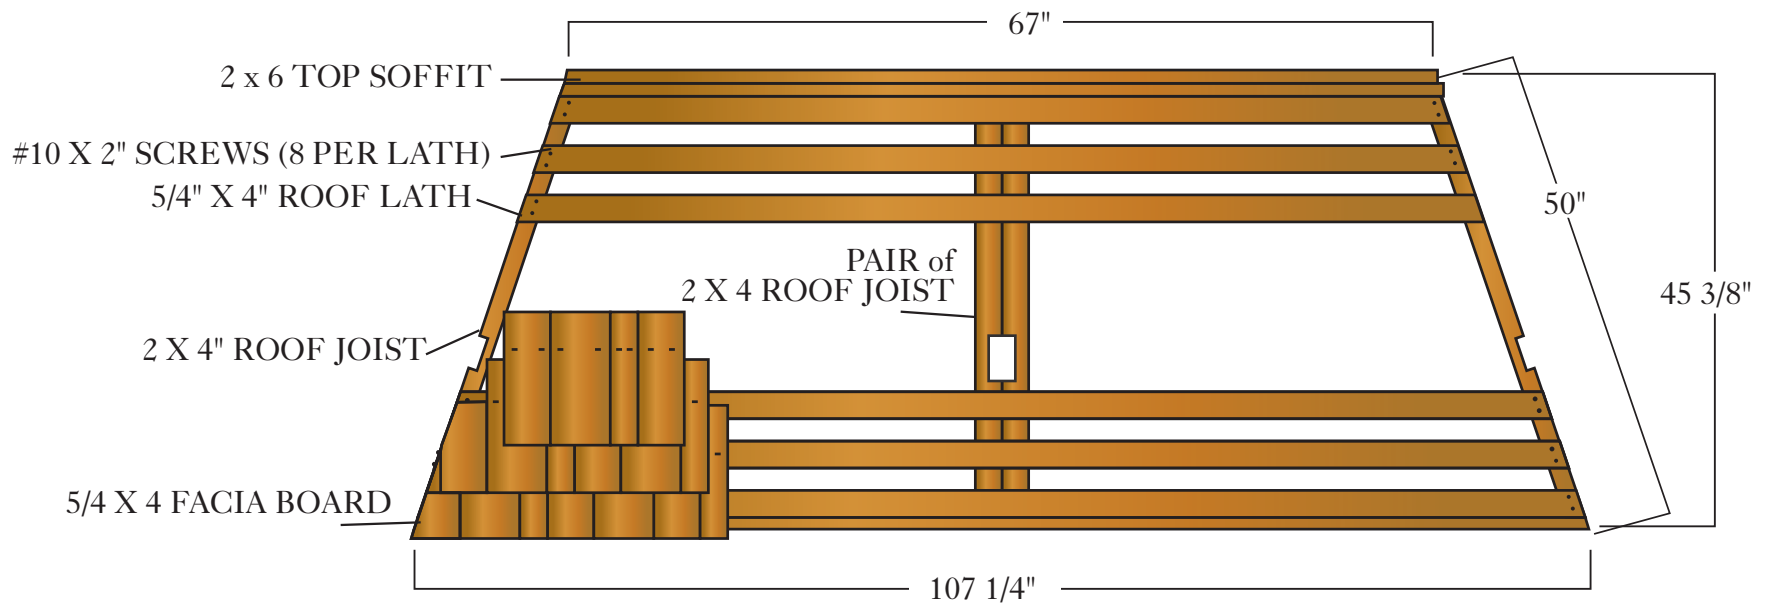 67"
2 x 6 TOP SOFFIT
#10 X 2" SCREWS (8 PER LATH)
5/4" X 4" ROOF LATH
50"
PAIR of
2 X 4 ROOF JOIST
45 3/8"
2 X 4" ROOF JOIST
5/4 X 4 FACIA BOARD
107 1/4"